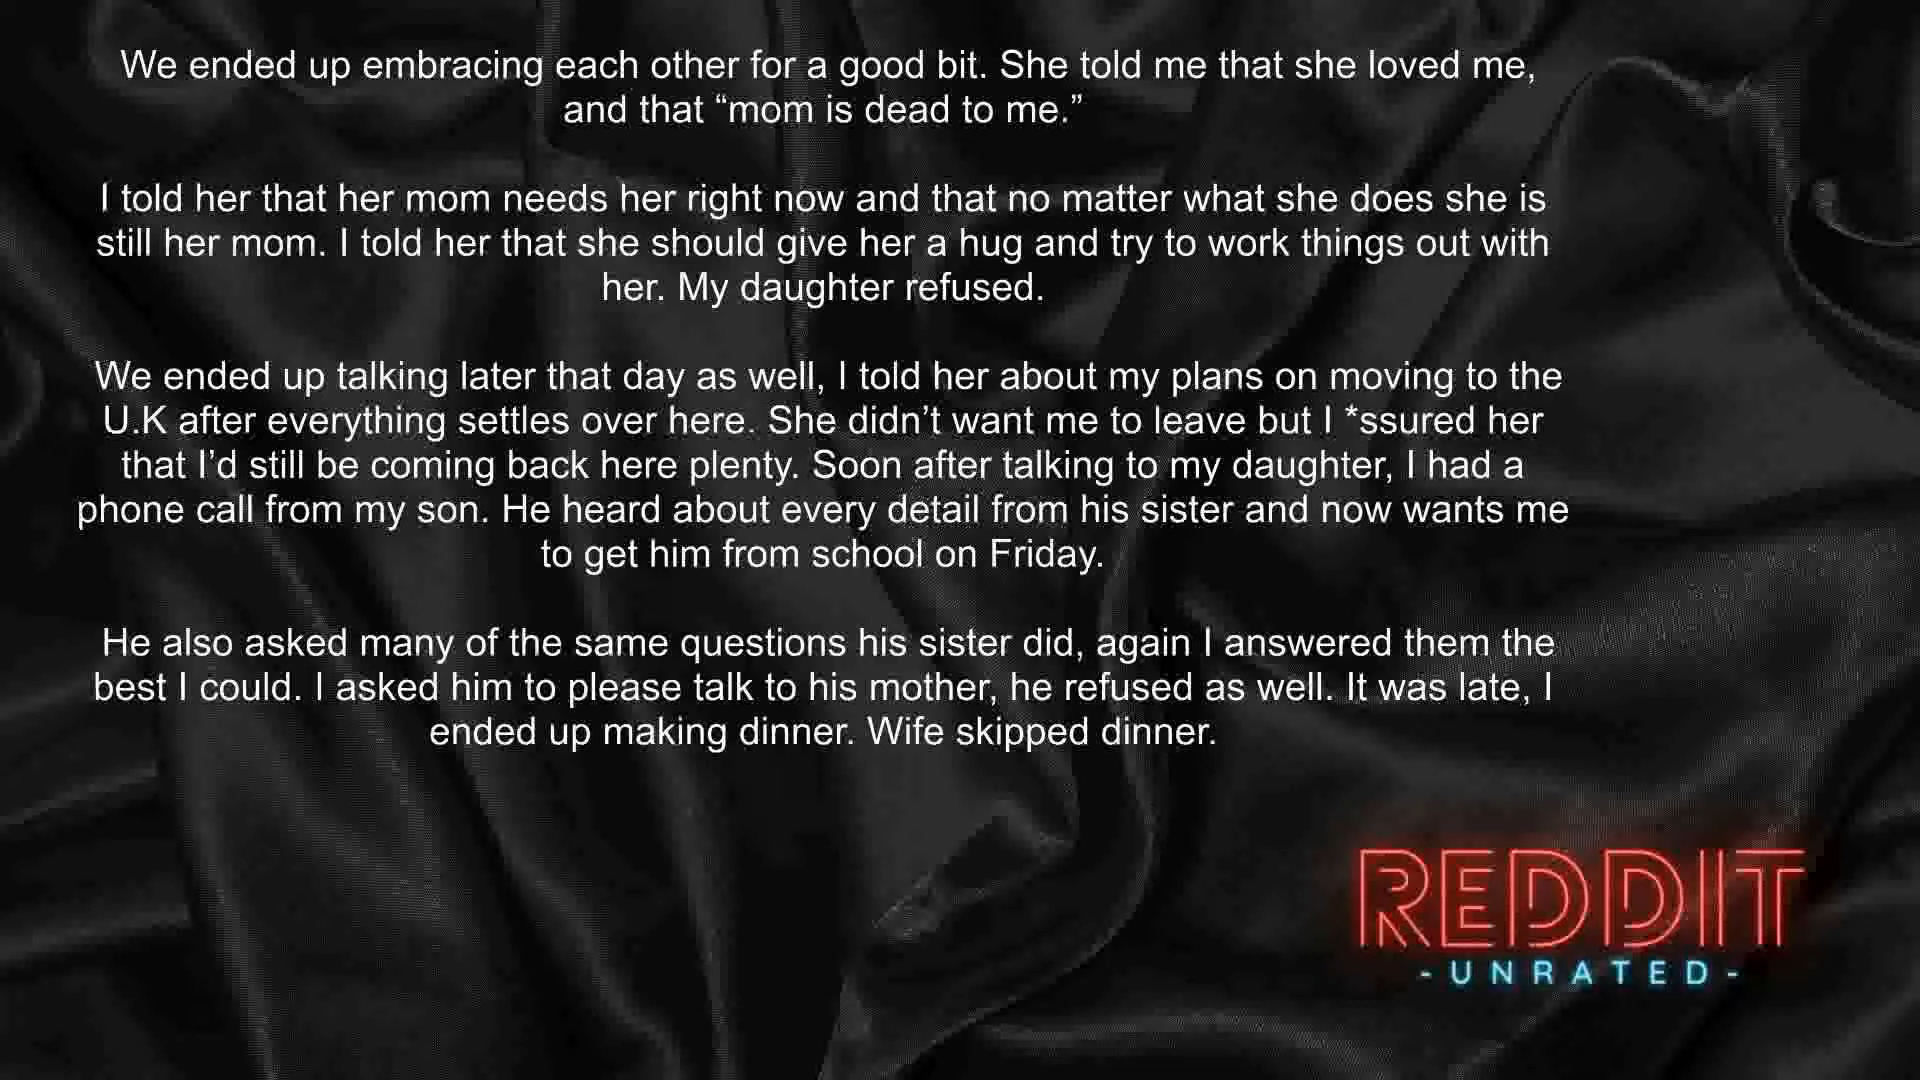 We ended up embracing each other for a good bit. She told me that she loved me,
and that “mom is dead to me.”
I told her that her mom needs her right now and that no matter what she does she is
still her mom. I told her that she should give her a hug and try to work things out with
her. My daughter refused.
We ended up talking later that day as well, I told her about my plans on moving to the
U.K after everything settles over here. She didn’t want me to leave but I *ssured her
that I’d still be coming back here plenty. Soon after talking to my daughter, I had a
phone call from my son. He heard about every detail from his sister and now wants me
to get him from school on Friday.
He also asked many of the same questions his sister did, again I answered them the
best I could. I asked him to please talk to his mother, he refused as well. It was late, I
ended up making dinner. Wife skipped dinner.
REDDIT
-UNRATED-